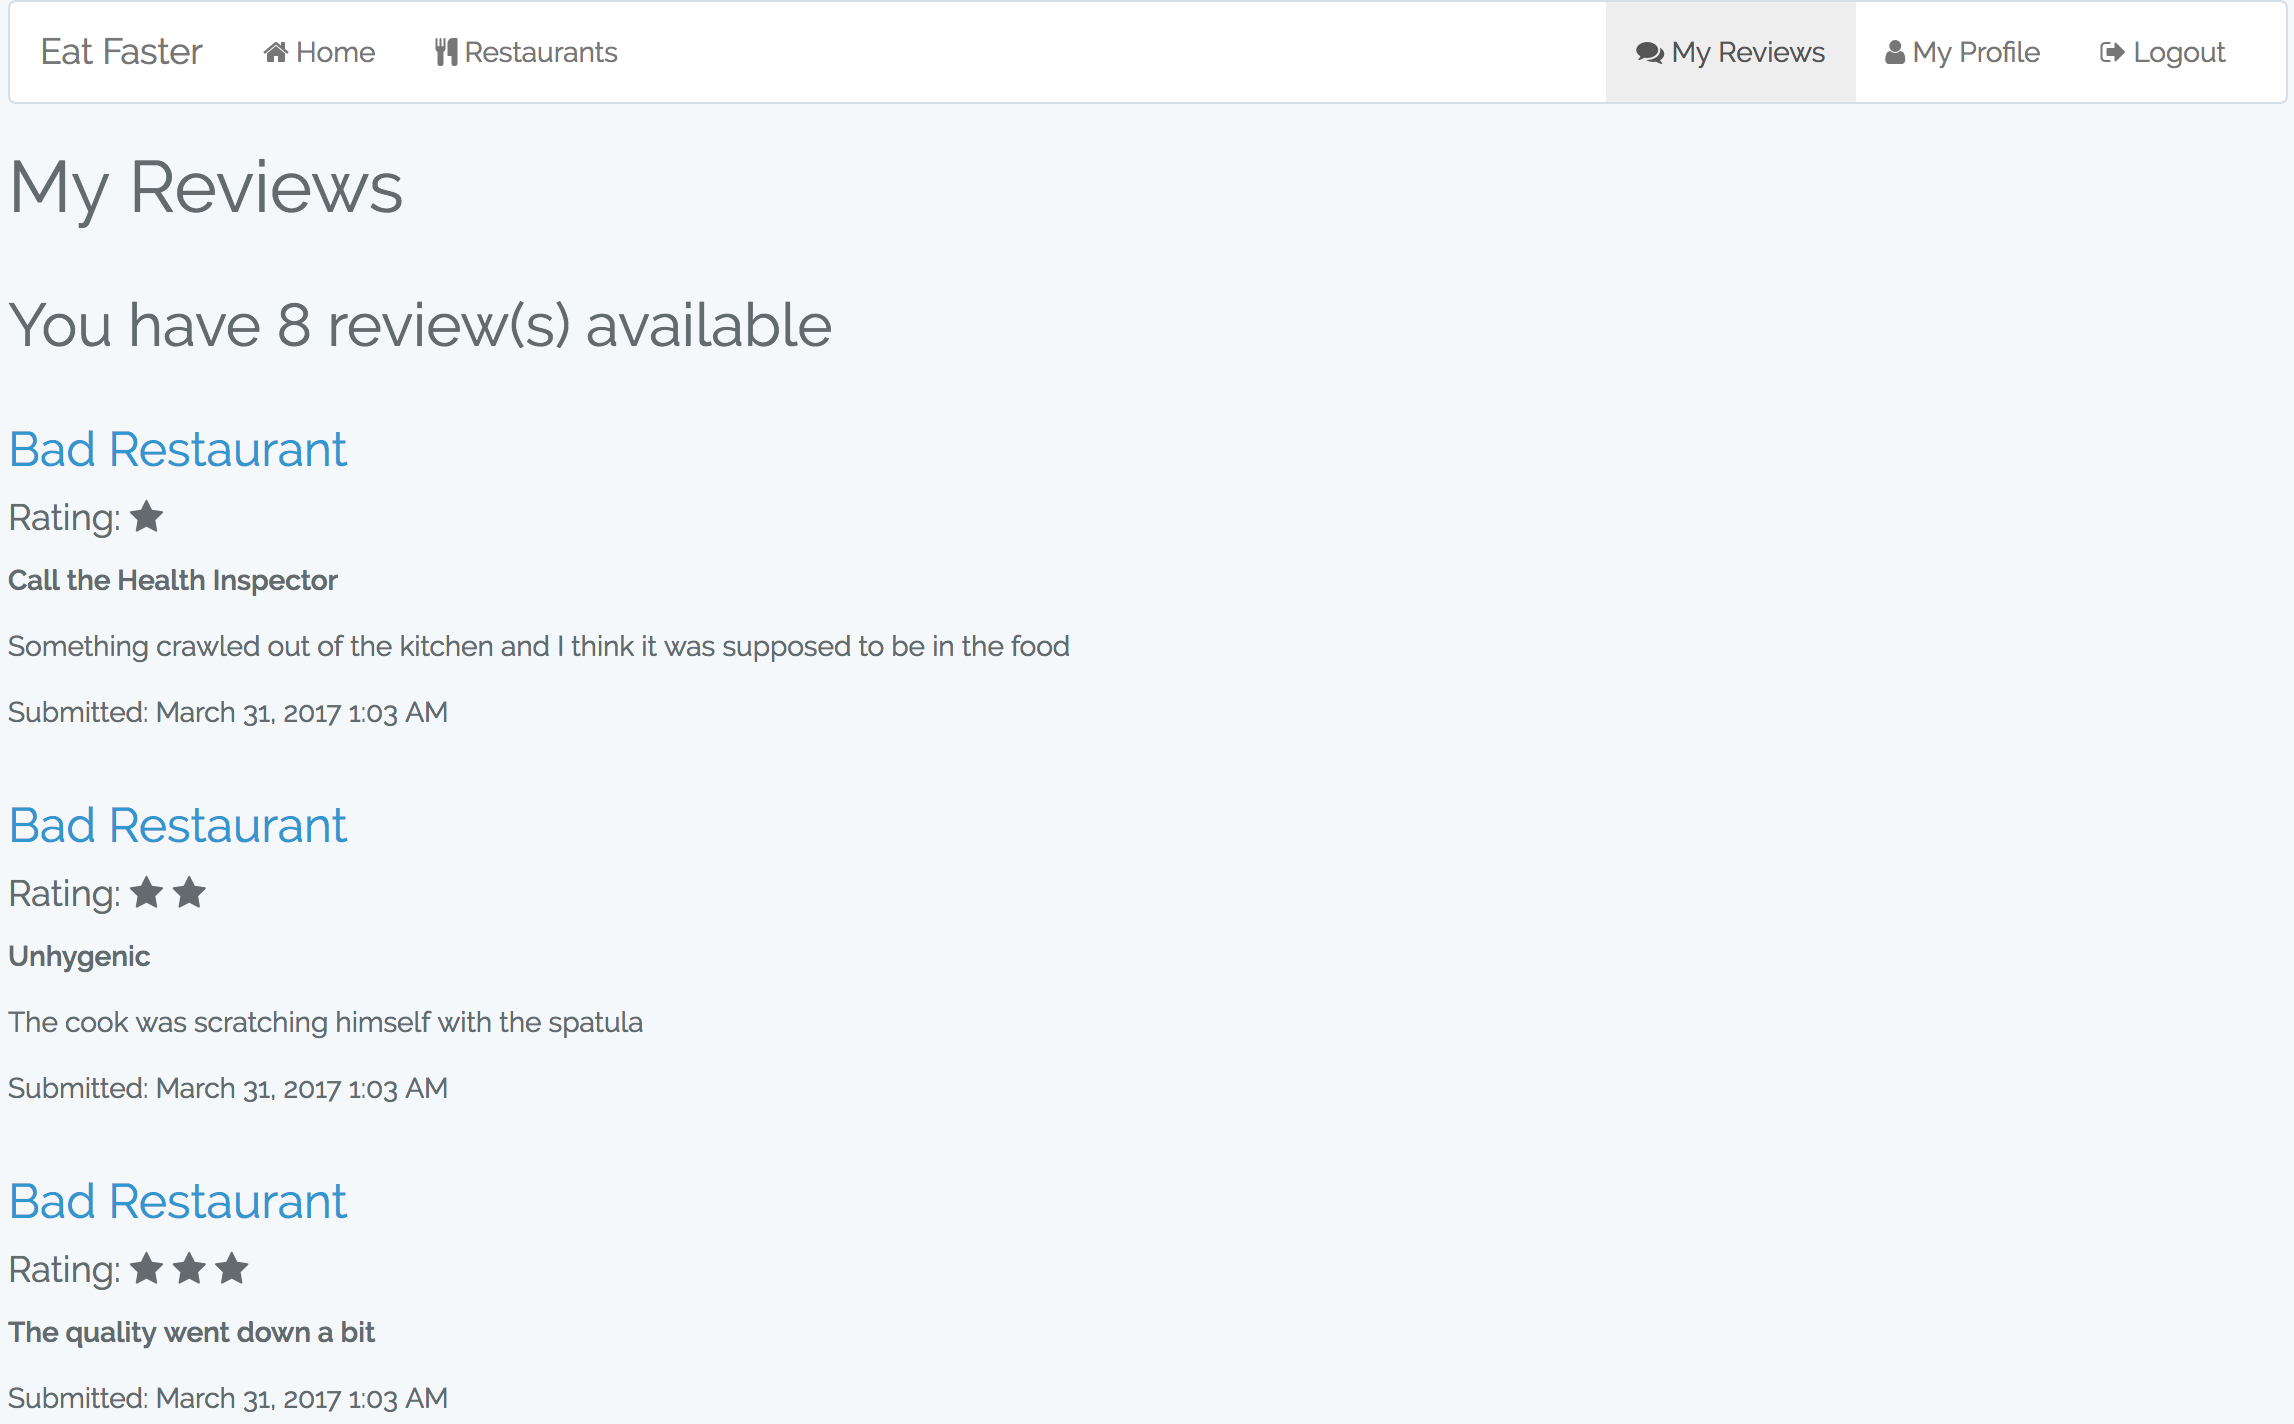 Eat Faster Home Restaurants My Reviews My Profile Logout
My Reviews
You have 8 review(s) available
Bad Restaurant
Rating:
Call the Health Inspector
Something crawled out of the kitchen and I think it was supposed to be in the food
Submitted: March 31, 2017 1:03 AM
Bad Restaurant
Rating:
Unhygenic
The cook was scratching himself with the spatula
Submitted: March 31, 2017 1:03 AM
Bad Restaurant
Rating:
The quality went down a bit
Submitted: March 31, 2017 1:03 AM